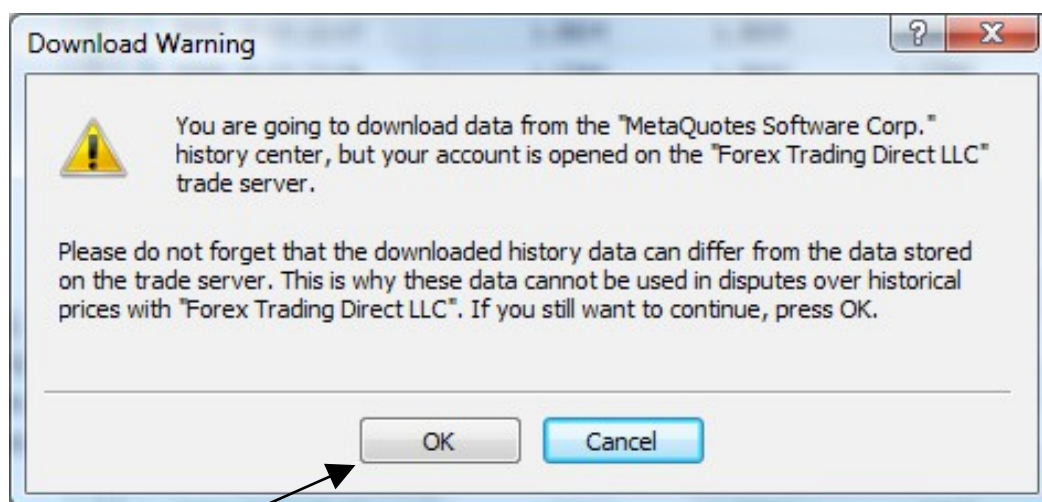 Download Warning
You are going to download data from the "MetaQuotes Software Corp."
history center, but your account is opened on the "Forex Trading Direct LLC"
trade server.
Please do not forget that the downloaded history data can differ from the data stored
on the trade server. This is why these data cannot be used in disputes over historical
prices with "Forex Trading Direct LLC". If you still want to continue, press OK.
OK Cancel